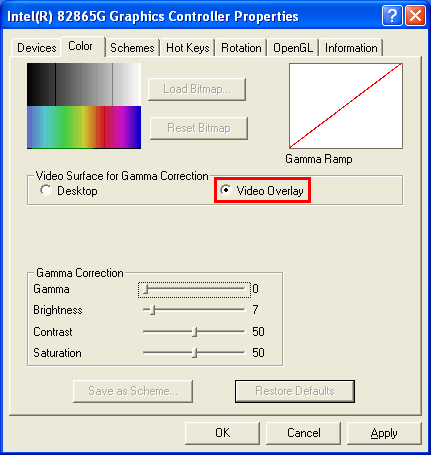 Intel(R) 82865G Graphics Controller Properties
Devices Color Schemes Hot Keys Rotation OpenGL Information
Load Bitmap...
Reset Bitmap
Gamma Ramp
Video Surface for Gamma Correction
Desktop Video Overlay
Gamma Correction
Gamma 0
Brightness 7
Contrast 50
Saturation 50
Save as Scheme... Restore Defaults
OK Cancel Apply